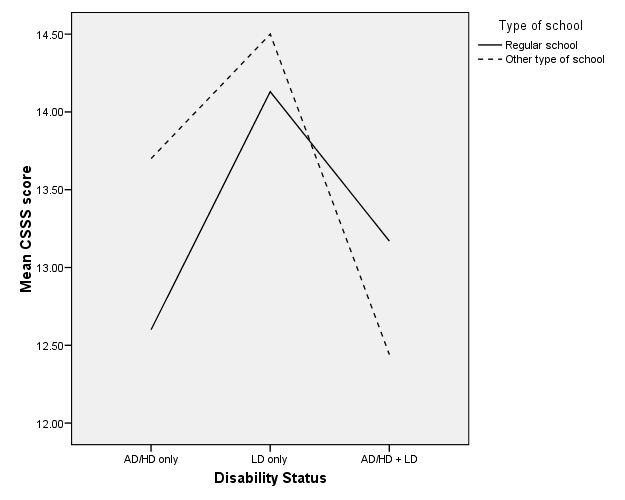 Type of school
Regular school
Other type of school
Mean CSSS score
14.50
14.00
13.50
13.00
12.50
12.00
AD/HD only
LD only
AD/HD + LD
Disability Status